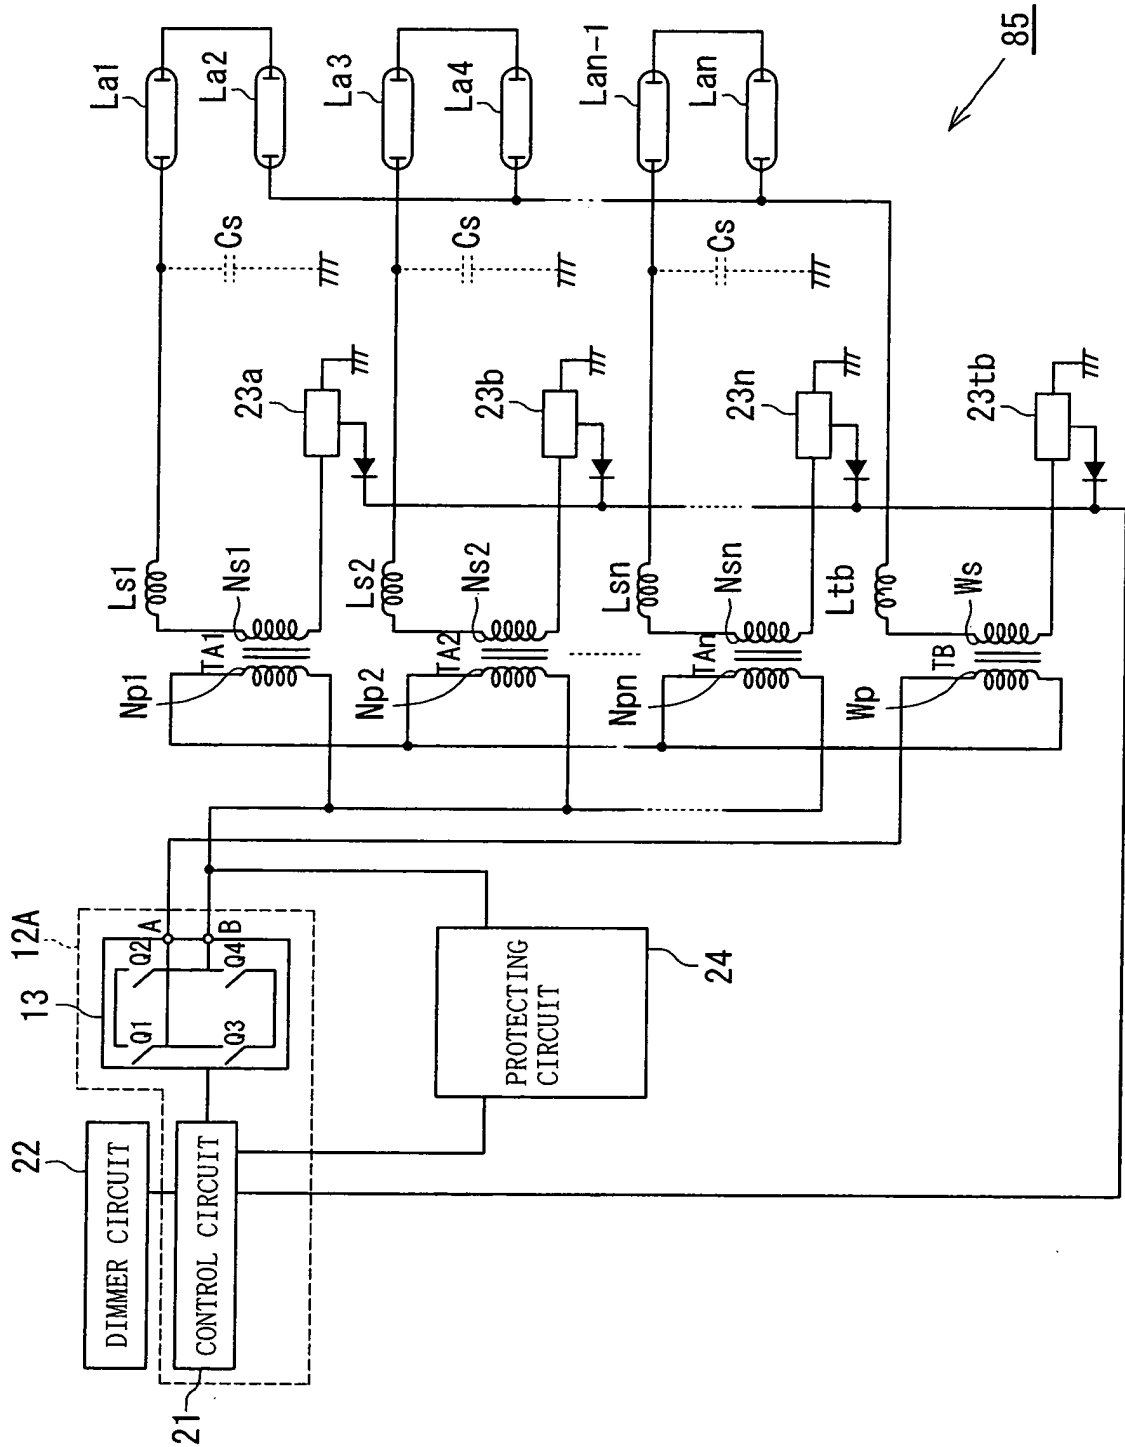 85
La1
La2
La3
La4
Lan-1
Lan
Cs
Cs
Cs
23a
23b
23n
23tb
Ls1
Ns1
Ls2
Ns2
Lsn
Nsn
Ltb
Ws
TA1
TA2
TAn
TB
Np1
Np2
Npn
Wp
12A
13
A
B
Q1
Q2
Q3
Q4
PROTECTING
CIRCUIT
24
22
DIMMER CIRCUIT
CONTROL CIRCUIT
21